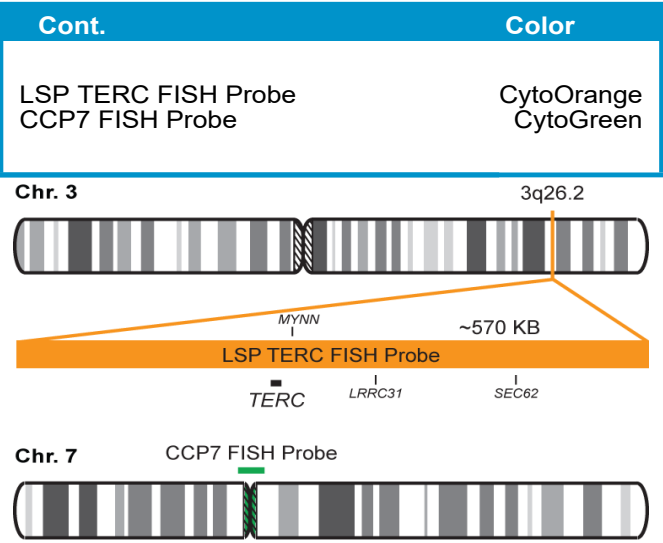 Cont. Color
LSP TERC FISH Probe CytoOrange
CCP7 FISH Probe CytoGreen
Chr. 3 3q26.2
MYNN ~570 KB
LSP TERC FISH Probe
TERC LRRC31 SEC62
Chr. 7 CCP7 FISH Probe